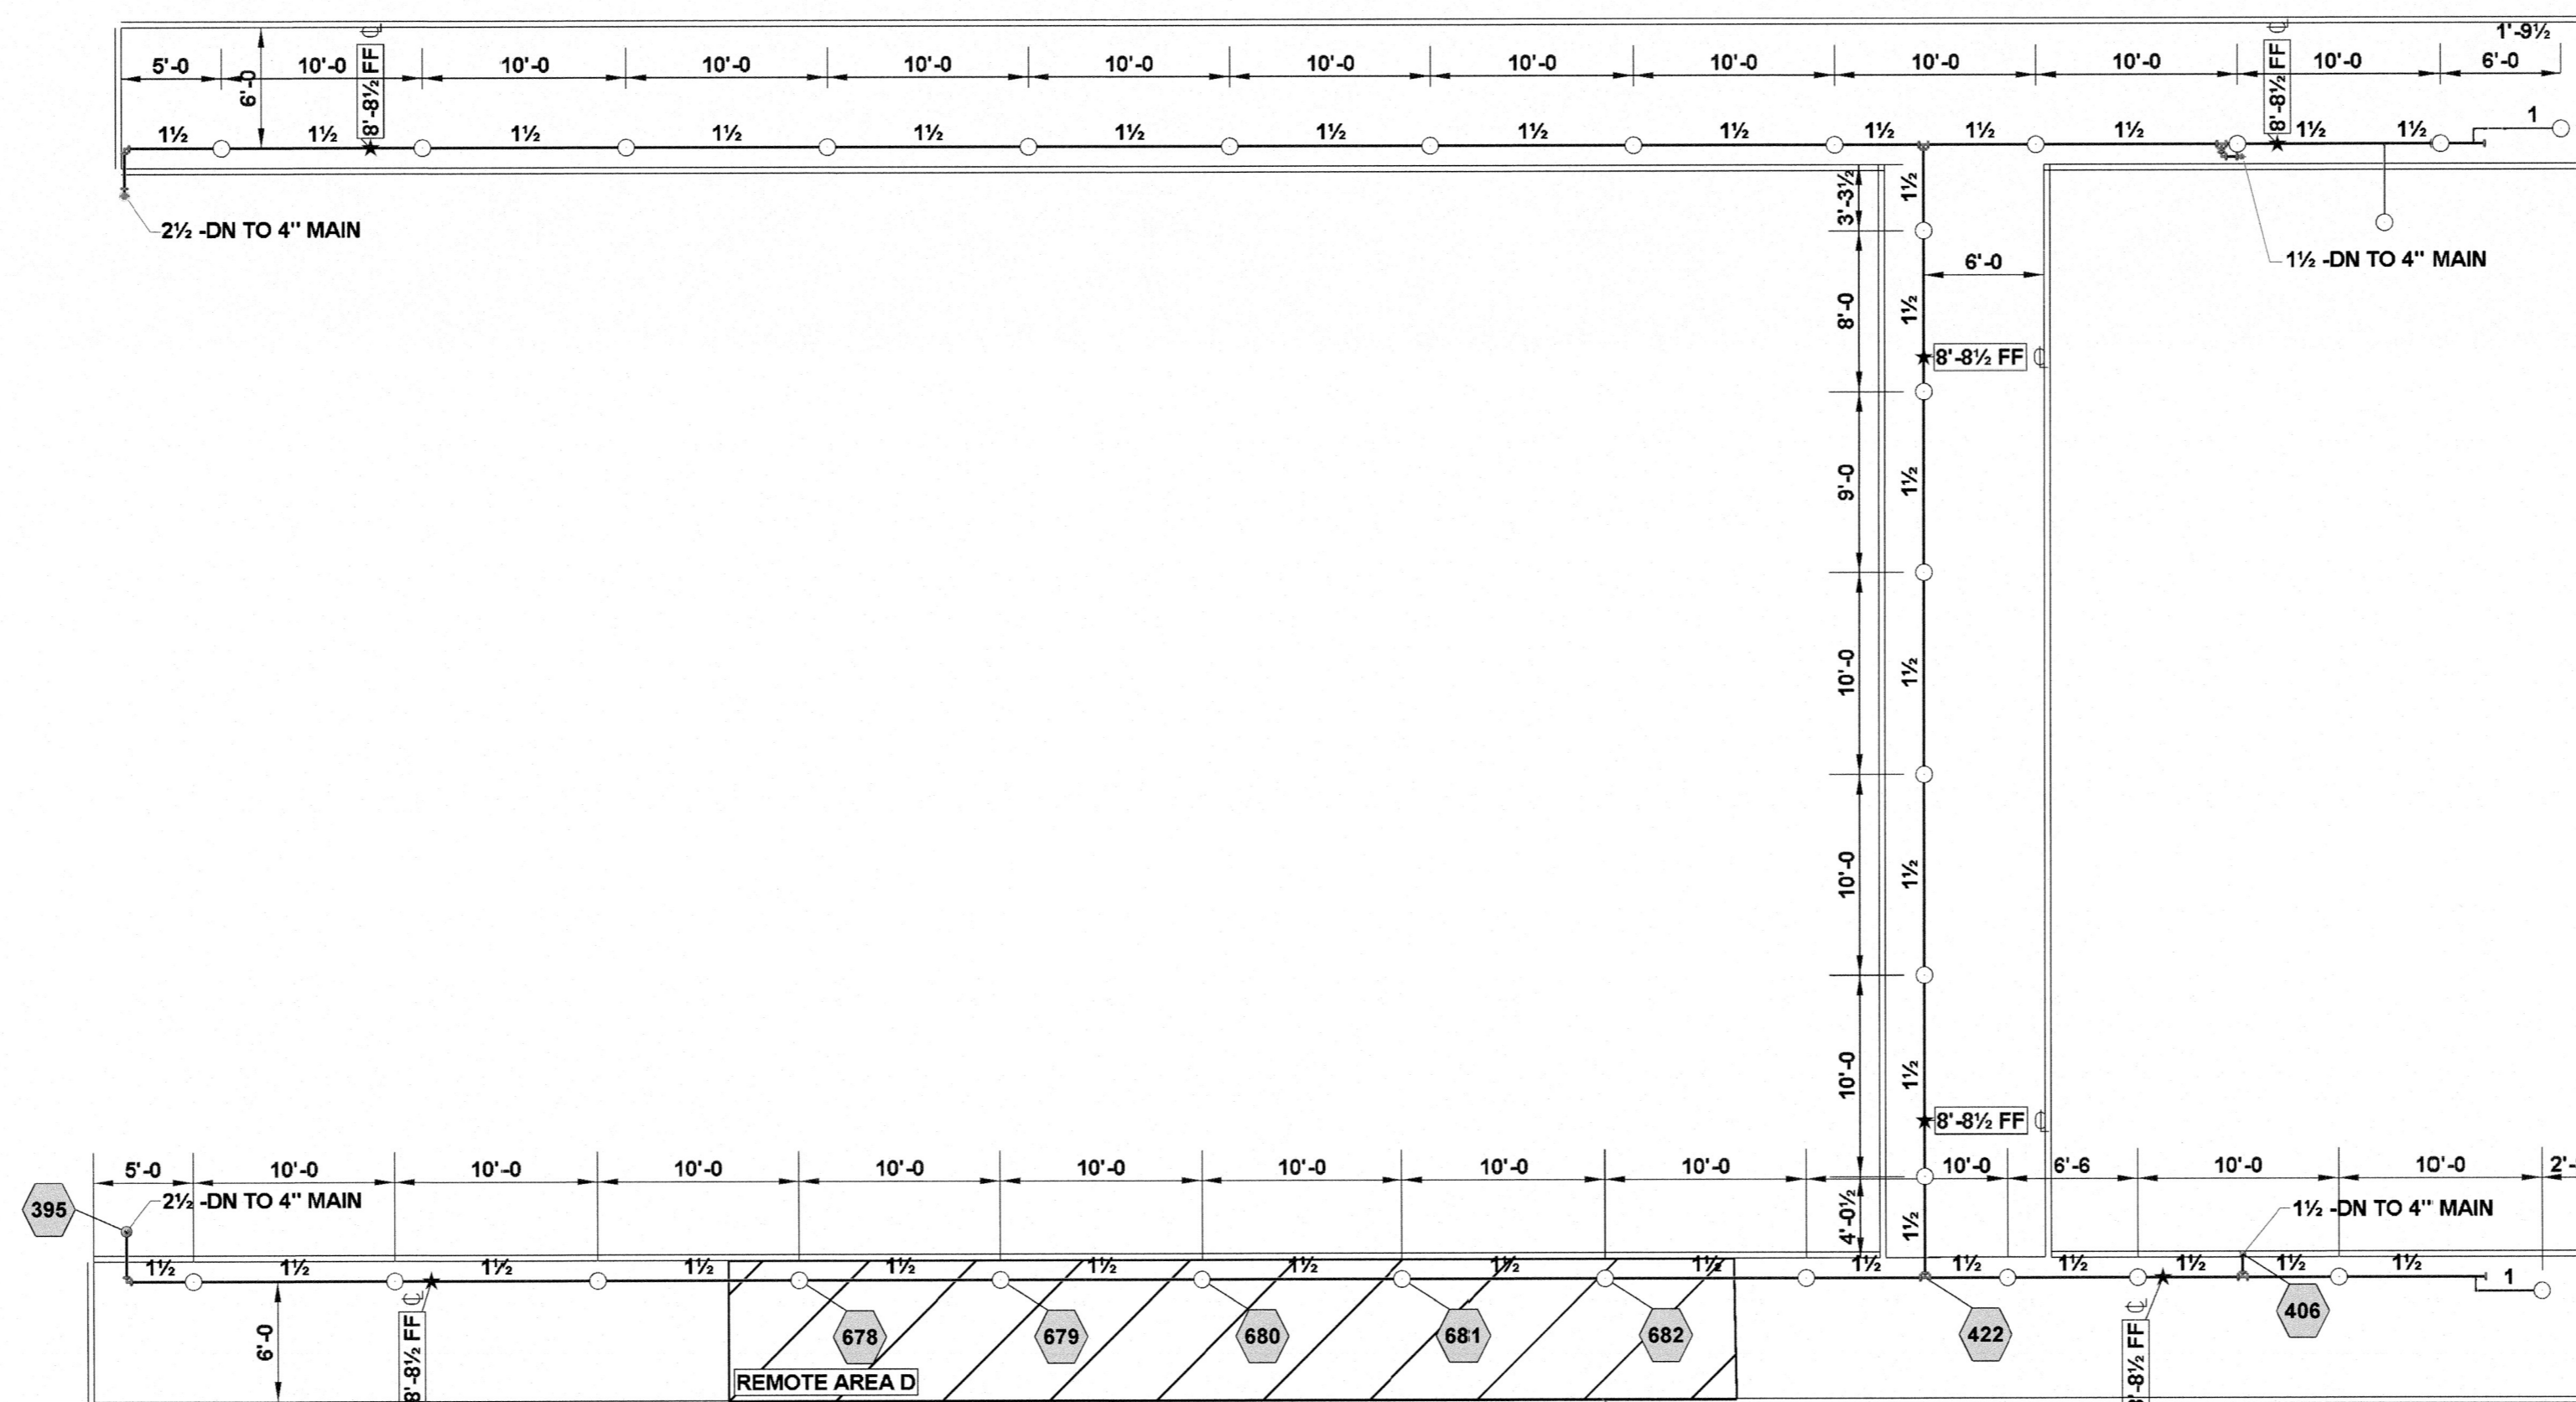 1'-9½
5'-0 10'-0 10'-0 10'-0 10'-0 10'-0 10'-0 10'-0 10'-0 10'-0 10'-0 6'-0
6'-0
8'-8½ FF ℄
8'-8½ FF ℄
1½ 1½ 1½ 1½ 1½ 1½ 1½ 1½ 1½ 1½ 1½ 1½ 1½ 1
2½ -DN TO 4" MAIN
1½ -DN TO 4" MAIN
3'-3½ 1½
6'-0
8'-0 1½
8'-8½ FF ℄
9'-0 1½
10'-0 1½
10'-0 1½
10'-0 1½
8'-8½ FF ℄
5'-0 10'-0 10'-0 10'-0 10'-0 10'-0 10'-0 10'-0 10'-0 10'-0 6'-6 10'-0 10'-0 2'-
395
2½ -DN TO 4" MAIN
4'-0½ 1½
1½ -DN TO 4" MAIN
1½ 1½ 1½ 1½ 1½ 1½ 1½ 1½ 1½ 1½ 1½ 1½ 1½ 1½ 1½ 1
6'-0
8'-8½ FF ℄
678 679 680 681 682 422 406
8'-8½ FF ℄
REMOTE AREA D